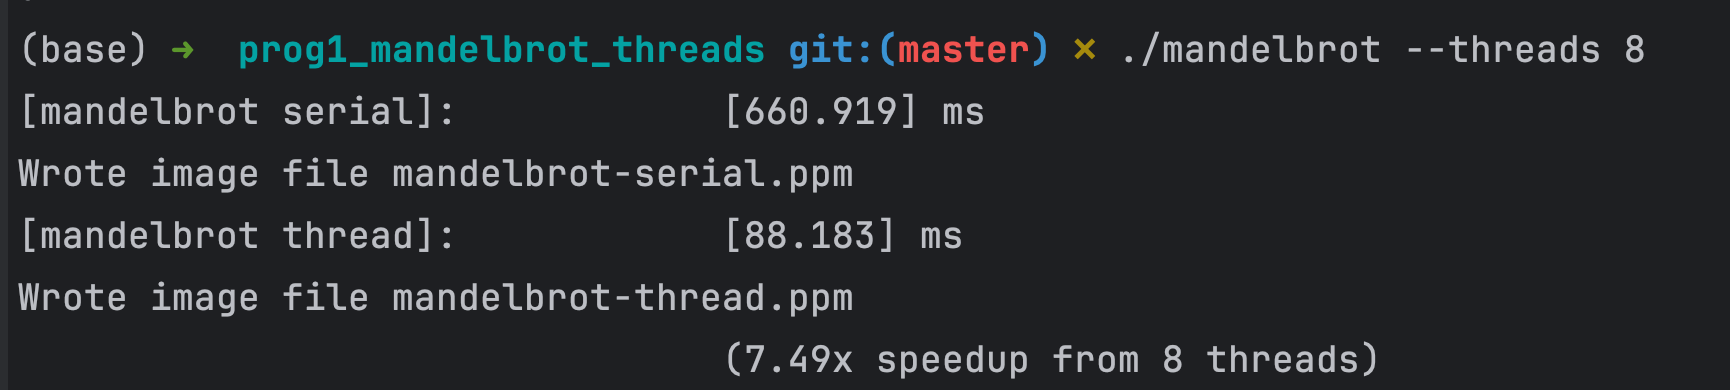 (base) ➜  prog1_mandelbrot_threads git:(master) ✗ ./mandelbrot --threads 8
[mandelbrot serial]:            [660.919] ms
Wrote image file mandelbrot-serial.ppm
[mandelbrot thread]:            [88.183] ms
Wrote image file mandelbrot-thread.ppm
                                (7.49x speedup from 8 threads)